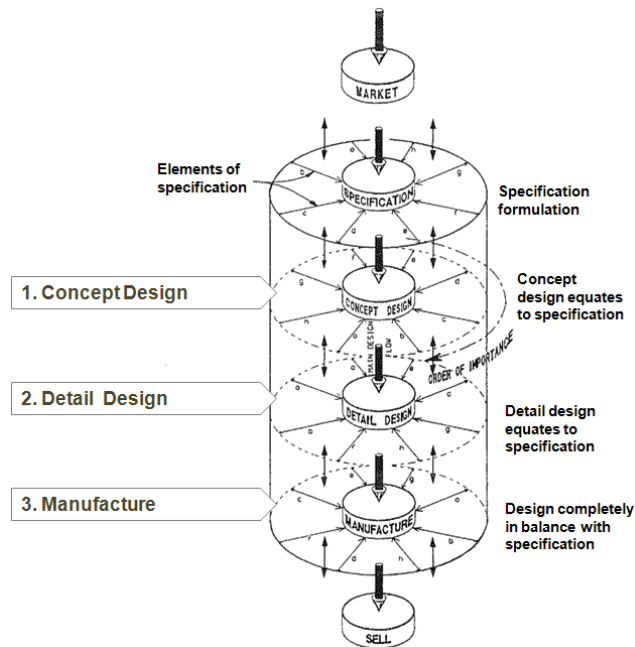 MARKET
Elements of
specification
a
h
b
g
SPECIFICATION
c
f
d
e
Specification
formulation
1. Concept Design
f
e
g
d
CONCEPT DESIGN
h
c
a
b
Concept
design equates
to specification
MAIN DESIGN
FLOW
ORDER OF IMPORTANCE
2. Detail Design
c
DETAIL DESIGN
b
g
f
h
Detail design
equates to
specification
3. Manufacture
e
g
c
a
MANUFACTURE
f
b
d
h
Design completely
in balance with
specification
SELL